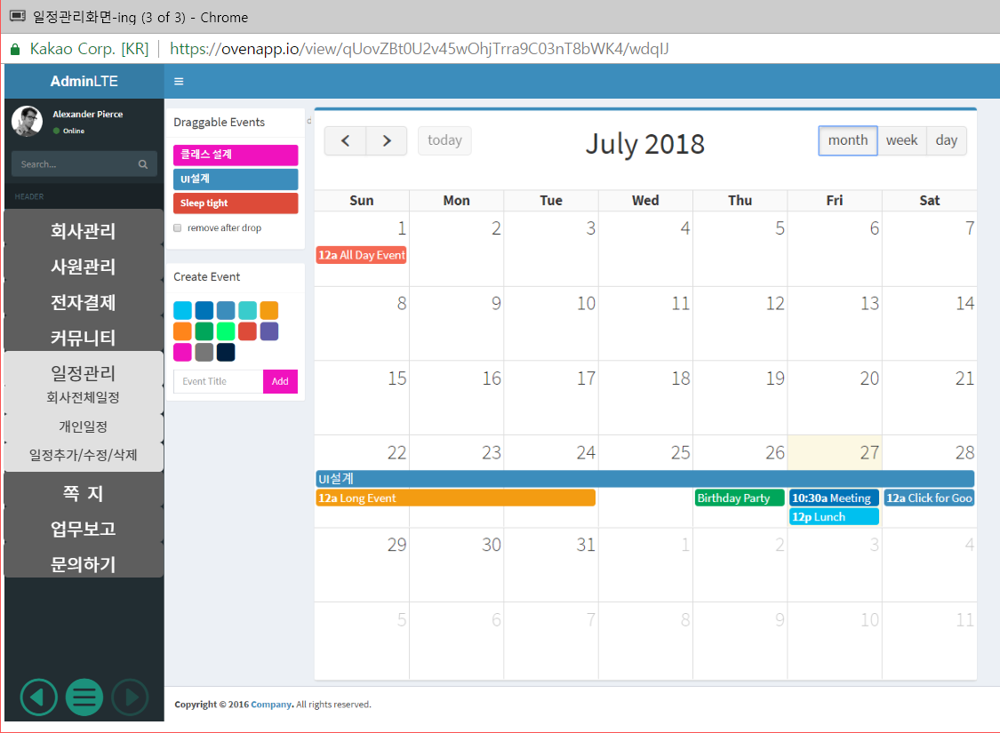 일정관리화면-ing (3 of 3) - Chrome
Kakao Corp. [KR] https://ovenapp.io/view/qUovZBt0U2v45wOhjTrra9C03nT8bWK4/wdqIJ
AdminLTE
Alexander Pierce
Online
Search...
HEADER
회사관리
사원관리
전자결제
커뮤니티
일정관리
회사전체일정
개인일정
일정추가/수정/삭제
쪽 지
업무보고
문의하기
Draggable Events
클래스 설계
UI설계
Sleep tight
remove after drop
Create Event
Event Title Add
today
July 2018
month week day
Sun Mon Tue Wed Thu Fri Sat
1 2 3 4 5 6 7
12a All Day Event
8 9 10 11 12 13 14
15 16 17 18 19 20 21
22 23 24 25 26 27 28
UI설계
12a Long Event Birthday Party 10:30a Meeting 12a Click for Goo
12p Lunch
29 30 31 1 2 3 4
5 6 7 8 9 10 11
Copyright © 2016 Company. All rights reserved.